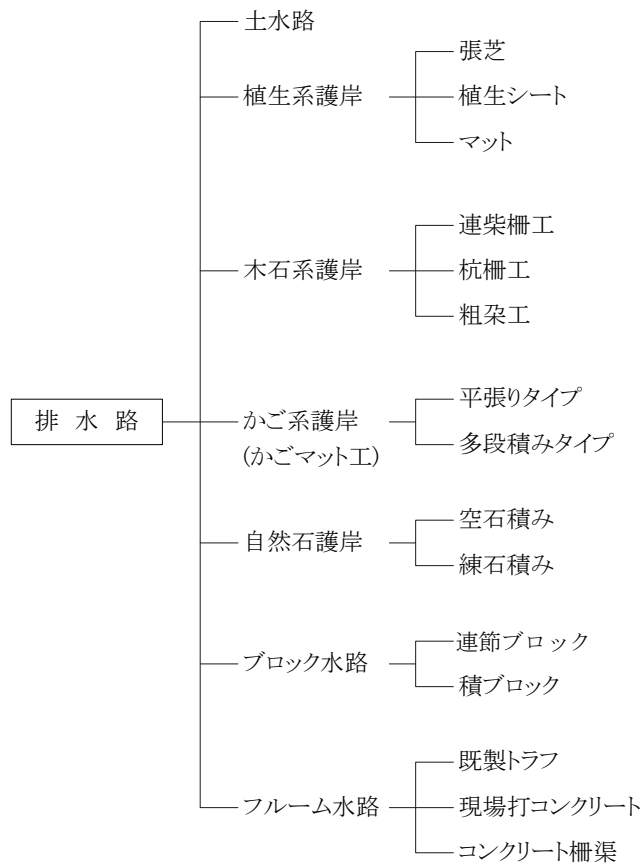 土水路
植生系護岸
張芝
植生シート
マット
木石系護岸
連柴柵工
杭柵工
粗朶工
排水路
かご系護岸
(かごマット工)
平張りタイプ
多段積みタイプ
自然石護岸
空石積み
練石積み
ブロック水路
連節ブロック
積ブロック
フルーム水路
既製トラフ
現場打コンクリート
コンクリート柵渠